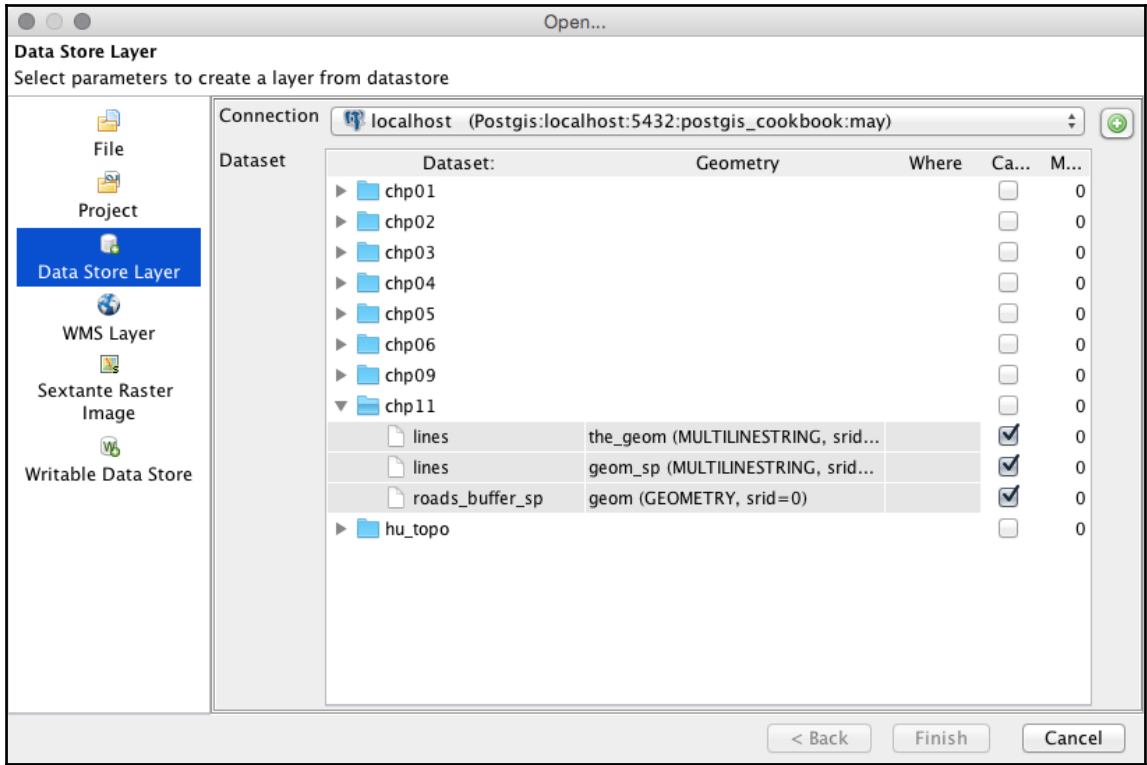 Open...
Data Store Layer
Select parameters to create a layer from datastore
File
Project
Data Store Layer
WMS Layer
Sextante Raster
Image
Writable Data Store
Connection localhost (Postgis:localhost:5432:postgis_cookbook:may)
Dataset
Dataset: Geometry Where Ca... M...
chp01 0
chp02 0
chp03 0
chp04 0
chp05 0
chp06 0
chp09 0
chp11 0
lines the_geom (MULTILINESTRING, srid... 0
lines geom_sp (MULTILINESTRING, srid... 0
roads_buffer_sp geom (GEOMETRY, srid=0) 0
hu_topo 0
< Back Finish Cancel